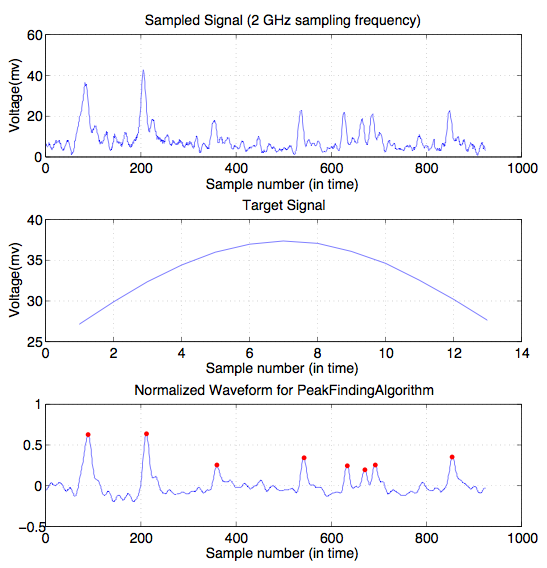 Sampled Signal (2 GHz sampling frequency)
60
40
20
0
Voltage(mv)
0 200 400 600 800 1000
Sample number (in time)
Target Signal
40
35
30
25
Voltage(mv)
0 2 4 6 8 10 12 14
Sample number (in time)
Normalized Waveform for PeakFindingAlgorithm
1
0.5
0
−0.5
0 200 400 600 800 1000
Sample number (in time)